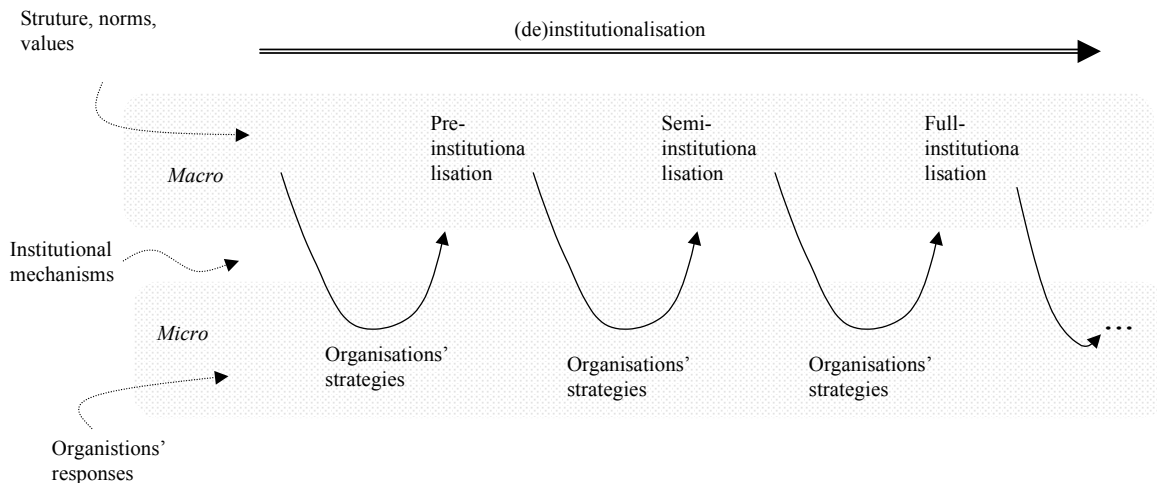 Struture, norms,
values
(de)institutionalisation
Pre-
institutiona
lisation
Semi-
institutiona
lisation
Full-
institutiona
lisation
Macro
Institutional
mechanisms
Micro
...
Organisations’
strategies
Organisations’
strategies
Organisations’
strategies
Organistions’
responses